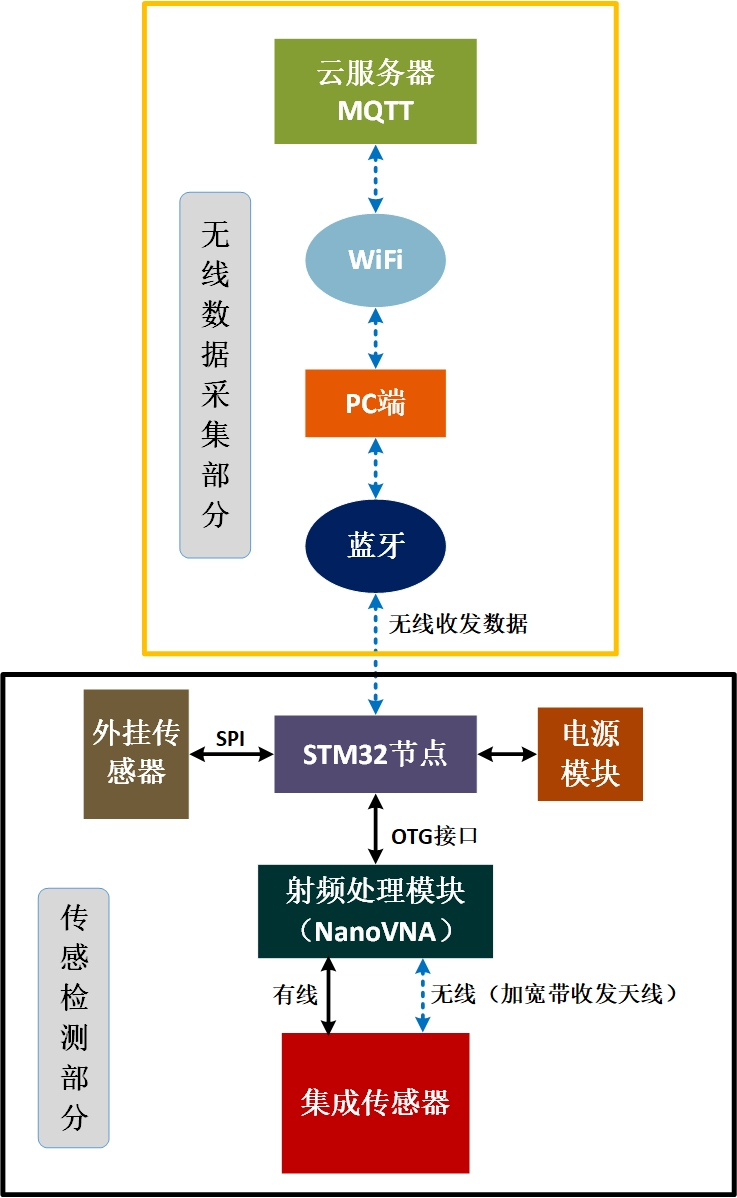 云服务器
MQTT
WiFi
无线数据采集部分
PC端
蓝牙
无线收发数据
外挂传
感器
SPI
STM32节点
电源
模块
OTG接口
射频处理模块
（NanoVNA）
传感检测部分
有线
无线（加宽带收发天线）
集成传感器